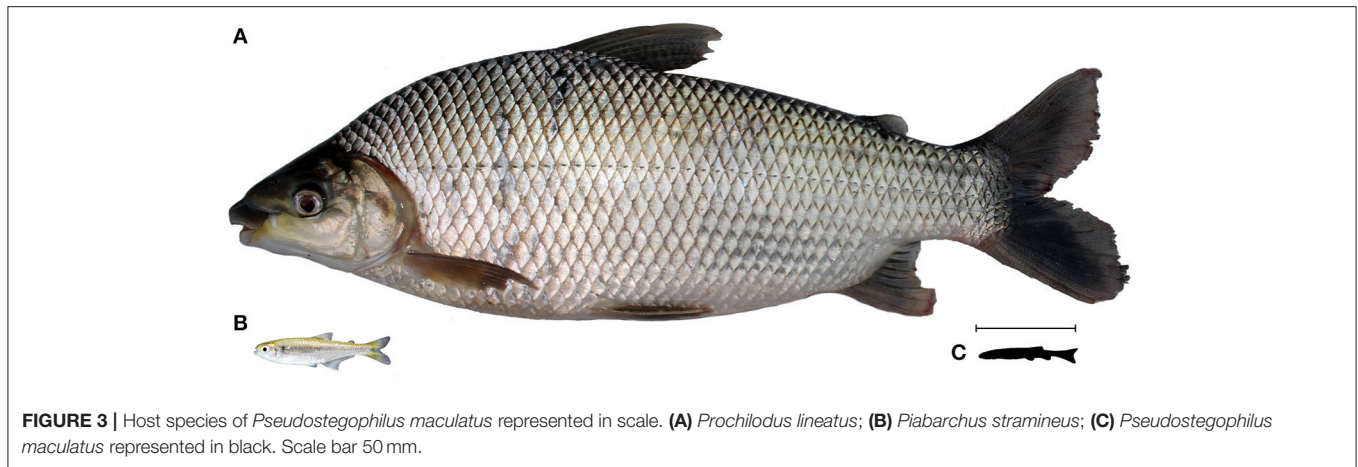 A
B
C
FIGURE 3 | Host species of Pseudostegophilus maculatus represented in scale. (A) Prochilodus lineatus; (B) Piabarchus stramineus; (C) Pseudostegophilus
maculatus represented in black. Scale bar 50 mm.